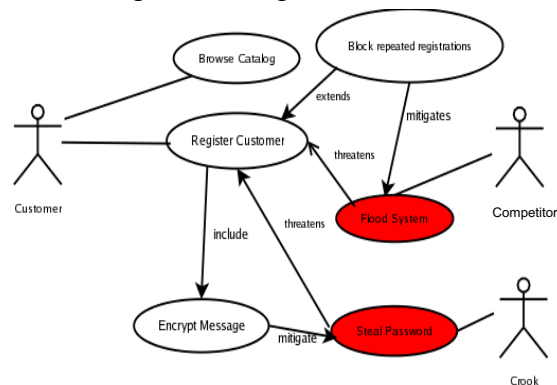 Browse Catalog
Block repeated registrations
extends
mitigates
Register Customer
threatens
Customer
Flood System
Competitor
include
threatens
Encrypt Message
mitigate
Steal Password
Crook